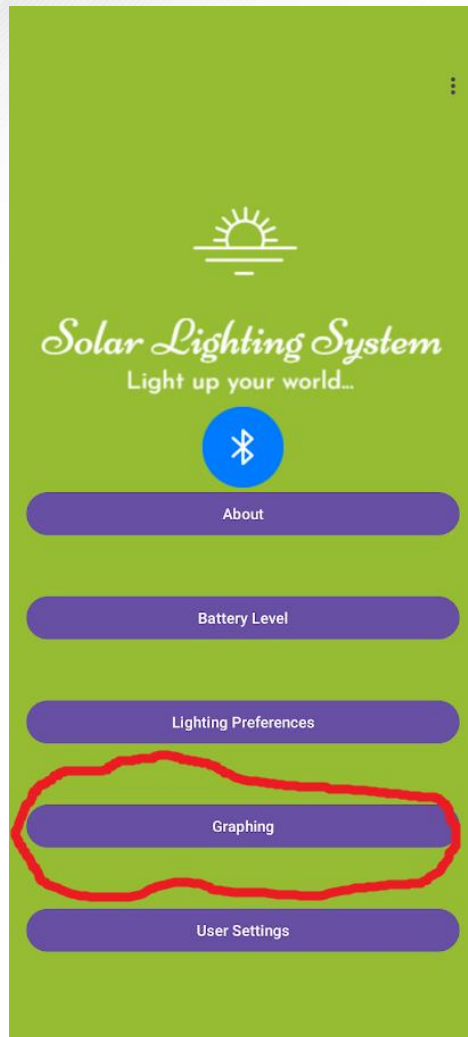 Solar Lighting System
Light up your world...
About
Battery Level
Lighting Preferences
Graphing
User Settings